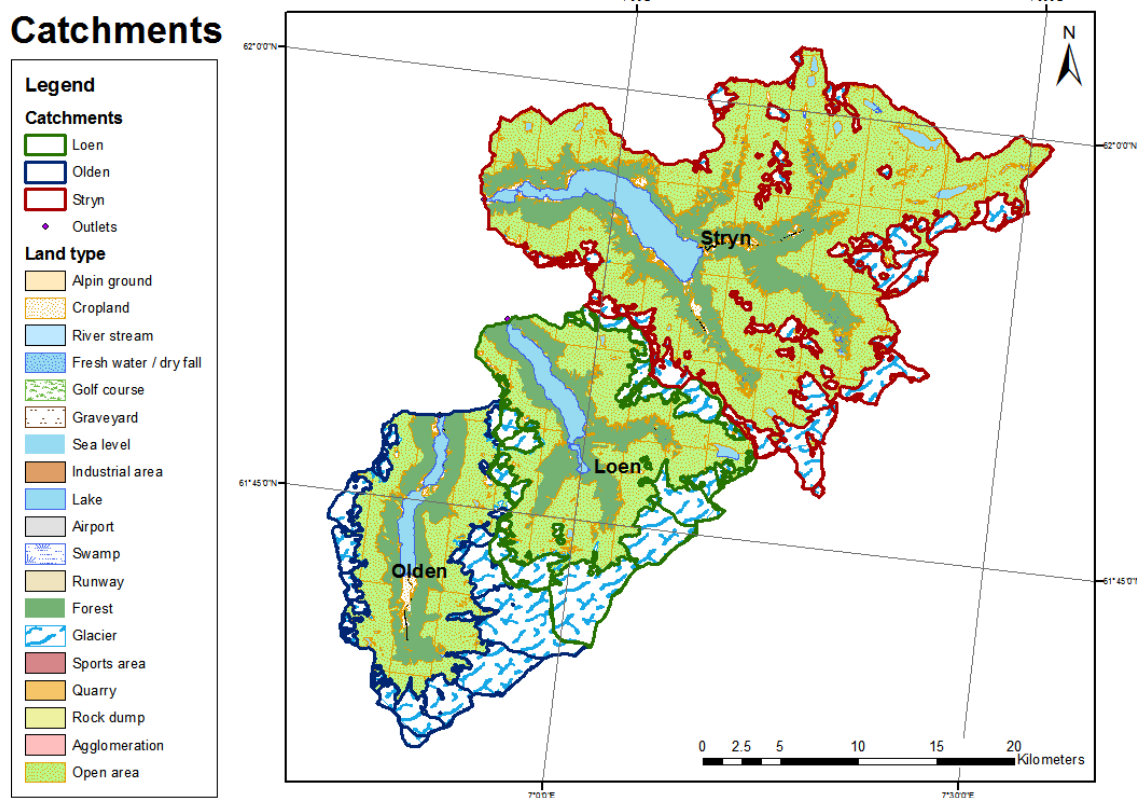 Catchments
Legend
Catchments
Loen
Olden
Stryn
Outlets
Land type
Alpin ground
Cropland
River stream
Fresh water / dry fall
Golf course
Graveyard
Sea level
Industrial area
Lake
Airport
Swamp
Runway
Forest
Glacier
Sports area
Quarry
Rock dump
Agglomeration
Open area
62°0'0"N
N
62°0'0"N
Stryn
Loen
61°45'0"N
Olden
61°45'0"N
0 2.5 5 10 15 20
Kilometers
7°0'0"E
7°30'0"E